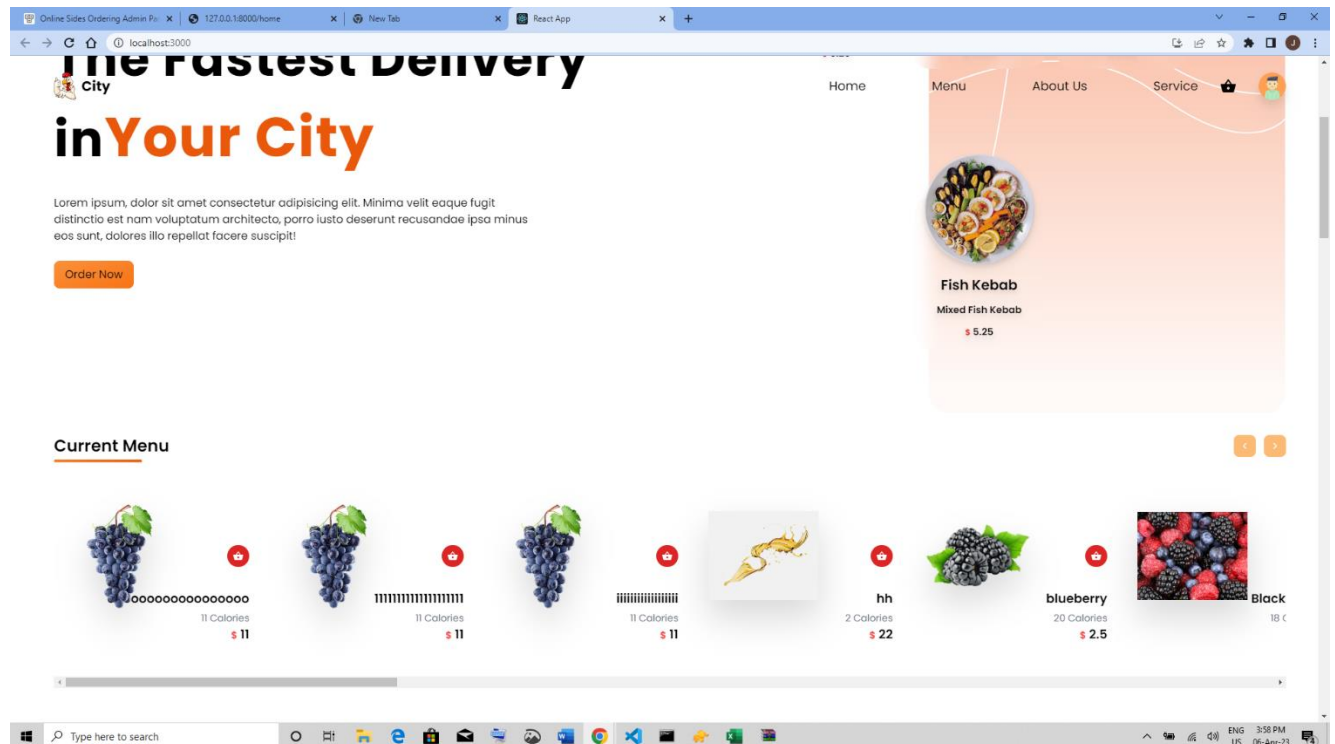 Online Sides Ordering Admin Pa
127.0.0.1:8000/home
New Tab
React App
localhost:3000
The Fastest Delivery
City
Home
Menu
About Us
Service
inYour City
Lorem ipsum, dolor sit amet consectetur adipisicing elit. Minima velit eaque fugit
distinctio est nam voluptatum architecto, porro iusto deserunt recusandae ipsa minus
eos sunt, dolores illo repellat facere suscipit!
Order Now
Fish Kebab
Mixed Fish Kebab
$ 5.25
Current Menu
11 Calories
$ 11
11 Calories
$ 11
11 Calories
$ 11
hh
2 Calories
$ 22
blueberry
20 Calories
$ 2.5
Black
18 C
Type here to search
ENG
US
3:58 PM
06-Apr-23